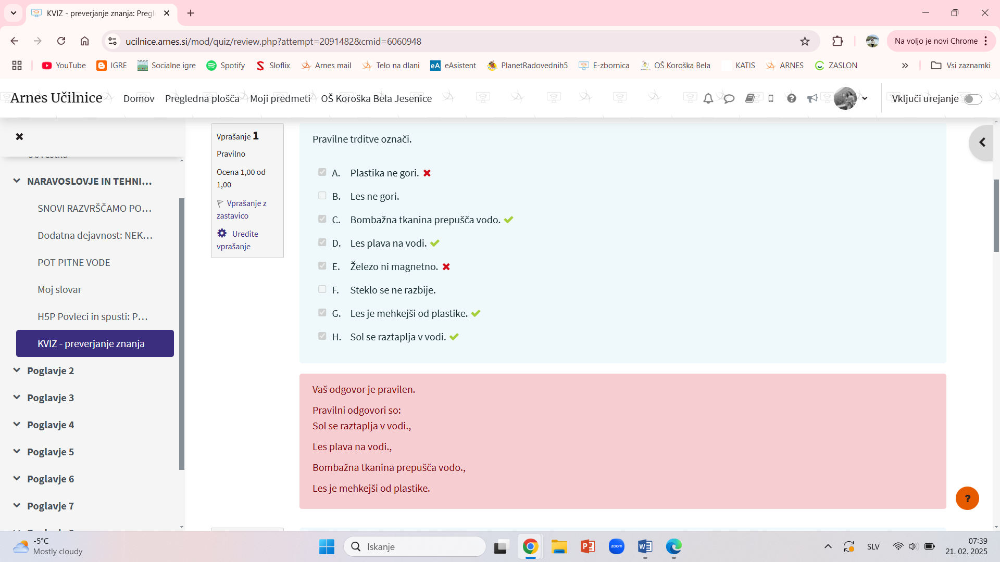 KVIZ - preverjanje znanja: Pregl
ucilnice.arnes.si/mod/quiz/review.php?attempt=2091482&cmid=6060948
Na voljo je novi Chrome
YouTube IGRE Socialne igre Spotify Sloflix Arnes mail Telo na dlani eAsistent PlanetRadovednih5 E-zbornica OŠ Koroška Bela KATIS ARNES ZASLON Vsi zaznamki
Arnes Učilnice Domov Pregledna plošča Moji predmeti OŠ Koroška Bela Jesenice Vključi urejanje
NARAVOSLOVJE IN TEHNI...
SNOVI RAZVRŠČAMO PO...
Dodatna dejavnost: NEK...
POT PITNE VODE
Moj slovar
H5P Povleci in spusti: P...
KVIZ - preverjanje znanja
Poglavje 2
Poglavje 3
Poglavje 4
Poglavje 5
Poglavje 6
Poglavje 7
Vprašanje 1
Pravilno
Ocena 1,00 od
1,00
Vprašanje z
zastavico
Uredite
vprašanje
Pravilne trditve označi.
A. Plastika ne gori.
B. Les ne gori.
C. Bombažna tkanina prepušča vodo.
D. Les plava na vodi.
E. Železo ni magnetno.
F. Steklo se ne razbije.
G. Les je mehkejši od plastike.
H. Sol se raztaplja v vodi.
Vaš odgovor je pravilen.
Pravilni odgovori so:
Sol se raztaplja v vodi.,
Les plava na vodi.,
Bombažna tkanina prepušča vodo.,
Les je mehkejši od plastike.
?
-5°C
Mostly cloudy
Iskanje
zoom
SLV
07:39
21. 02. 2025